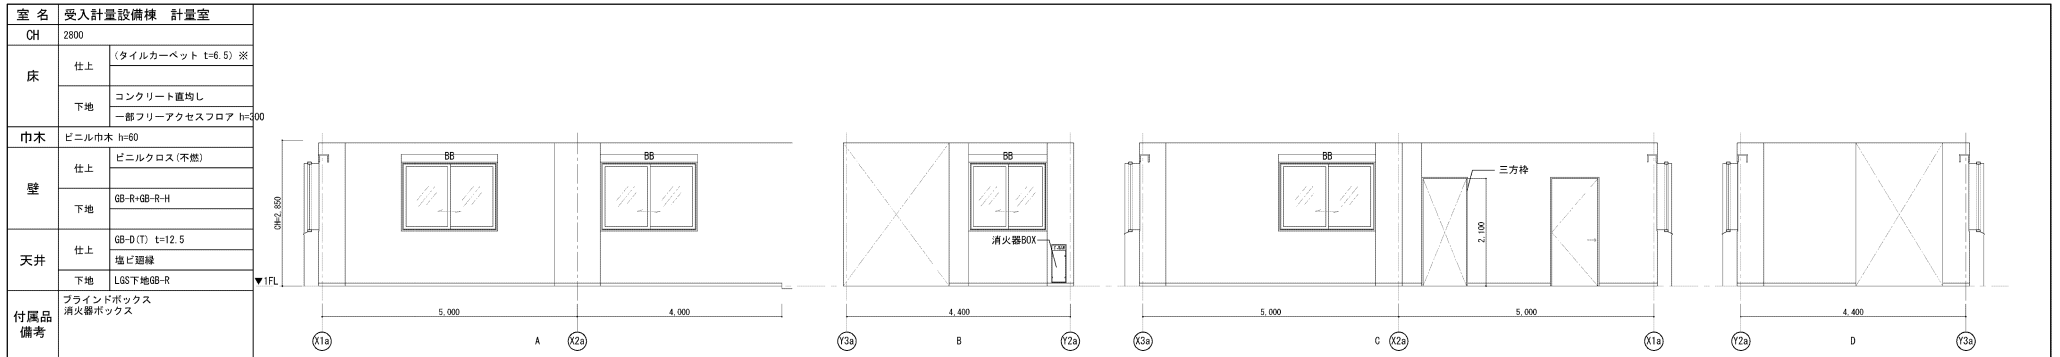 室 名 受入計量設備棟 計量室
CH 2800
床 仕上 (タイルカーペット t=6.5) ※
下地 コンクリート直均し
一部フリーアクセスフロア h=300
巾木 ビニル巾木 h=60
壁 仕上 ビニルクロス(不燃)
下地 GB-R+GB-R-H
天井 仕上 GB-D(T) t=12.5
塩ビ廻縁
下地 LGS下地GB-R
付属品
備考
ブラインドボックス
消火器ボックス
CH=2,850
▼1FL
BB BB
5,000 4,000
X1a A X2a
BB
消火器BOX
4,400
Y3a B Y2a
BB
三方枠
2,100
5,000 5,000
X3a C X2a X1a
4,400
Y2a D Y3a